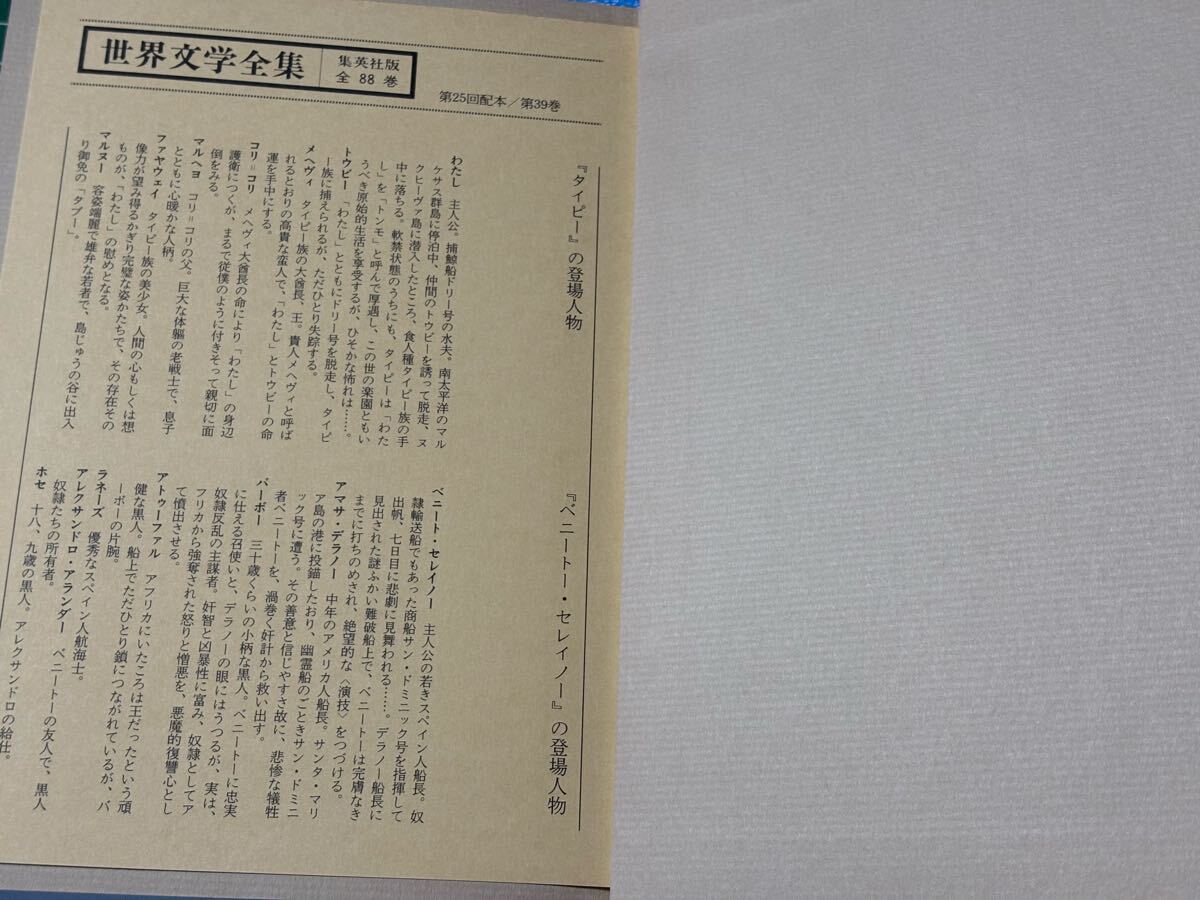 世界文学全集
集英社版
全 88 巻
第25回配本／第39巻
『タイピー』の登場人物
わたし 主人公。捕鯨船ドリー号の水夫。南太平洋のマル
ケサス群島に停泊中、仲間のトウビーを誘って脱走、ヌ
クヒーヴァ島に潜入したところ、食人種タイピー族の手
中に落ちる。軟禁状態のうちにも、タイピーは「わた
し」を「トンモ」と呼んで厚遇し、この世の楽園ともい
うべき原始的生活を享受するが、ひそかな怖れは……。
トウビー 「わたし」とともにドリー号を脱走し、タイピ
ー族に捕えられるが、ただひとり失踪する。
メヘヴィ タイピー族の大酋長、王。貴人メヘヴィと呼ば
れるとおりの高貴な蛮人で、「わたし」とトウビーの命
運を手中にする。
コリ＝コリ メヘヴィ大酋長の命により「わたし」の身辺
護衛につくが、まるで従僕のように付きそって親切に面
倒をみる。
マルヘヨ コリ＝コリの父。巨大な体軀の老戦士で、息子
とともに心暖かな人柄。
ファヤウェイ タイピー族の美少女。人間の心もしくは想
像力が望み得るかぎり完璧な姿かたちで、その存在その
ものが、「わたし」の慰めとなる。
マルヌー 容姿端麗で雄弁な若者で、島じゅうの谷に出入
り御免の「タブー」。
『ベニートー・セレイノー』の登場人物
ベニート・セレイノー 主人公の若きスペイン人船長。奴
隷輸送船でもあった商船サン・ドミニック号を指揮して
出帆、七日目に悲劇に見舞われる……。デラノー船長に
見出された謎ふかい難破船上で、ベニートーは完膚なき
までに打ちのめされ、絶望的な〈演技〉をつづける。
アマサ・デラノー 中年のアメリカ人船長。サンタ・マリ
ア島の港に投錨したおり、幽霊船のごときサン・ドミニ
ック号に遭う。その善意と信じやすさ故に、悲惨な犠牲
者ベニートーを、渦巻く奸計から救い出す。
バーボー 三十歳くらいの小柄な黒人。ベニートーに忠実
に仕える召使いと、デラノーの眼にはうつるが、実は、
奴隷反乱の主謀者。奸智と凶暴性に富み、奴隷としてア
フリカから強奪された怒りと憎悪を、悪魔的復讐心とし
て憤出させる。
アトゥーファル アフリカにいたころは王だったという頑
健な黒人。船上でただひとり鎖につながれているが、バ
ーボーの片腕。
ラネーズ 優秀なスペイン人航海士。
アレクサンドロ・アランダー ベニートーの友人で、黒人
奴隷たちの所有者。
ホセ 十八、九歳の黒人。アレクサンドロの給仕。